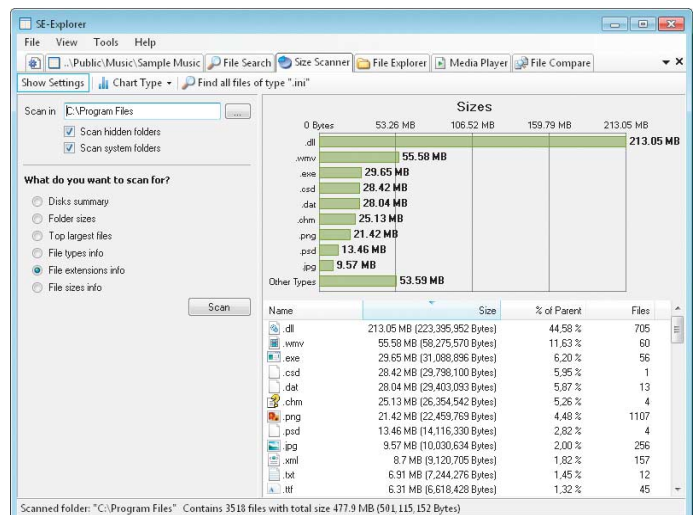 SE-Explorer
File View Tools Help
..\Public\Music\Sample Music File Search Size Scanner File Explorer Media Player File Compare
Show Settings Chart Type Find all files of type ".ini"
Scan in C:\Program Files ...
Scan hidden folders
Scan system folders
What do you want to scan for?
Disks summary
Folder sizes
Top largest files
File types info
File extensions info
File sizes info
Scan
Sizes
0 Bytes 53.26 MB 106.52 MB 159.79 MB 213.05 MB
.dll 213.05 MB
.wmv 55.58 MB
.exe 29.65 MB
.csd 28.42 MB
.dat 28.04 MB
.chm 25.13 MB
.png 21.42 MB
.psd 13.46 MB
.jpg 9.57 MB
Other Types 53.59 MB
Name Size % of Parent Files
.dll 213.05 MB (223,395,952 Bytes) 44,58 % 705
.wmv 55.58 MB (58,275,570 Bytes) 11,63 % 60
.exe 29.65 MB (31,088,896 Bytes) 6,20 % 56
.csd 28.42 MB (29,798,100 Bytes) 5,95 % 1
.dat 28.04 MB (29,403,093 Bytes) 5,87 % 13
.chm 25.13 MB (26,354,542 Bytes) 5,26 % 4
.png 21.42 MB (22,459,769 Bytes) 4,48 % 1107
.psd 13.46 MB (14,116,330 Bytes) 2,82 % 4
.jpg 9.57 MB (10,030,634 Bytes) 2,00 % 256
.xml 8.7 MB (9,120,705 Bytes) 1,82 % 157
.txt 6.91 MB (7,244,276 Bytes) 1,45 % 12
.ttf 6.31 MB (6,618,428 Bytes) 1,32 % 45
Scanned folder: "C:\Program Files" Contains 3518 files with total size 477.9 MB (501,115,152 Bytes)